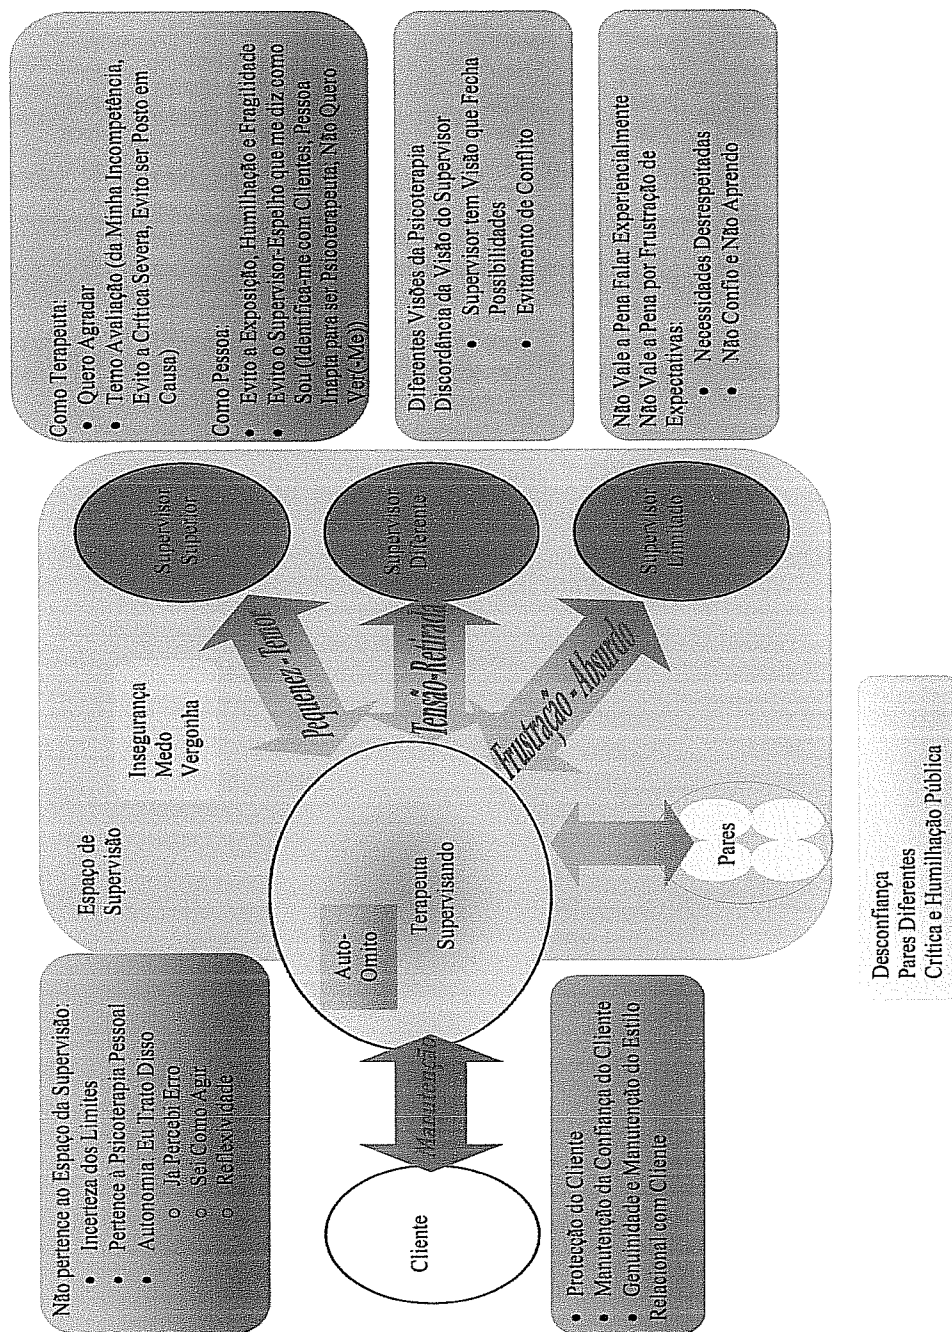 Não pertence ao Espaço da Supervisão:
• Incerteza dos Limites
• Pertence à Psicoterapia Pessoal
• Autonomia: Eu Trato Disso
o Já Percebi Erro
o Sei Como Agir
o Reflexividade
• Protecção do Cliente
• Manutenção da Confiança do Cliente
• Genuinidade e Manutenção do Estilo
Relacional com Cliente
Cliente
Manutenção
Auto-
Omito
Terapeuta
Supervisando
Espaço de
Supervisão
Insegurança
Medo
Vergonha
Pequenez -Temor
Tensão-Retirada
Frustração - Absurdo
Pares
Supervisor
Superior
Supervisor
Diferente
Supervisor
Limitado
Como Terapeuta:
• Quero Agradar
• Temo Avaliação (da Minha Incompetência,
Evito a Crítica Severa, Evito ser Posto em
Causa)
Como Pessoa:
• Evito a Exposição, Humilhação e Fragilidade
• Evito o Supervisor-Espelho que me diz como
Sou (Identifica-me com Clientes, Pessoa
Inapta para ser Psicoterapeuta, Não Quero
Ver(-Me))
Diferentes Visões da Psicoterapia
Discordância da Visão do Supervisor
• Supervisor tem Visão que Fecha
Possibilidades
• Evitamento de Conflito
Não Vale a Pena Falar Experiencialmente
Não Vale a Pena por Frustração de
Expectativas:
• Necessidades Desrespeitadas
• Não Confio e Não Aprendo
Desconfiança
Pares Diferentes
Crítica e Humilhação Pública